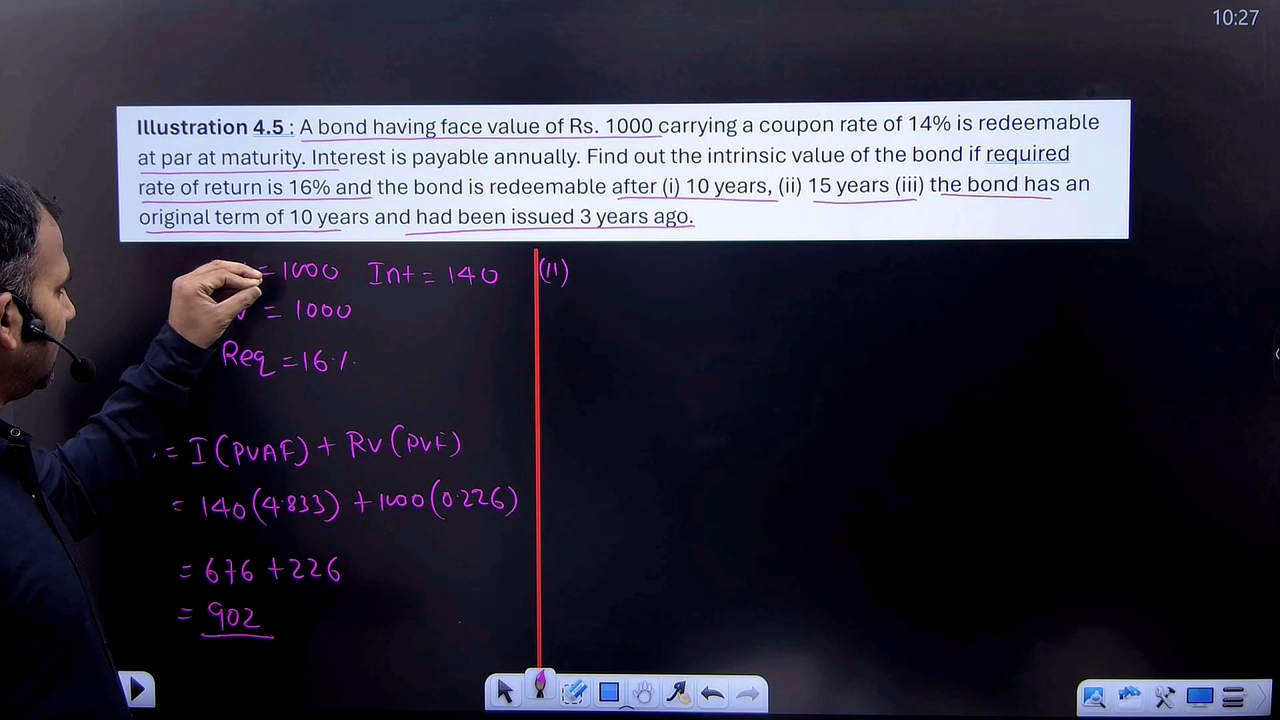 10:27
Illustration 4.5 : A bond having face value of Rs. 1000 carrying a coupon rate of 14% is redeemable
at par at maturity. Interest is payable annually. Find out the intrinsic value of the bond if required
rate of return is 16% and the bond is redeemable after (i) 10 years, (ii) 15 years (iii) the bond has an
original term of 10 years and had been issued 3 years ago.
= 1000 Int = 140
= 1000
Req = 16%
= I (PVAF) + RV (PVF)
= 140 (4.833) + 1000 (0.226)
= 676 + 226
= 902
(11)